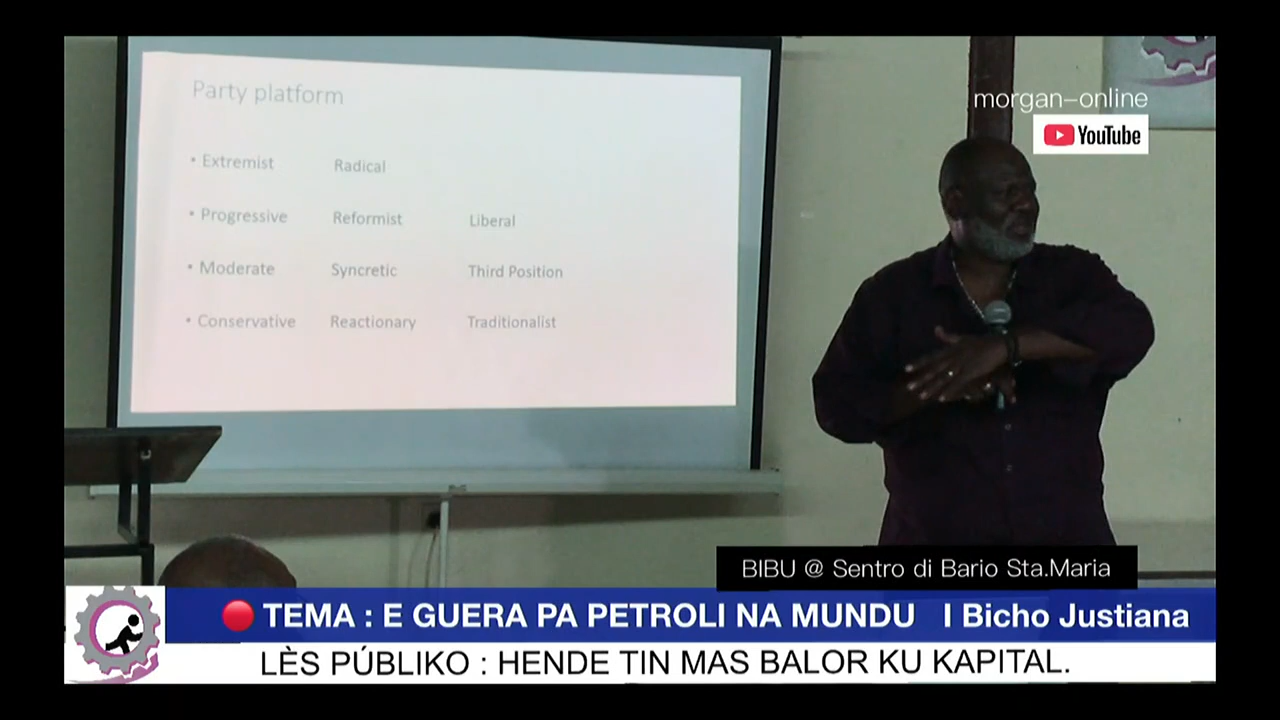 Party platform
morgan-online
YouTube
• Extremist Radical
• Progressive Reformist Liberal
• Moderate Syncretic Third Position
• Conservative Reactionary Traditionalist
BIBU @ Sentro di Bario Sta.Maria
TEMA : E GUERA PA PETROLI NA MUNDU I Bicho Justiana
LÈS PÚBLIKO : HENDE TIN MAS BALOR KU KAPITAL.